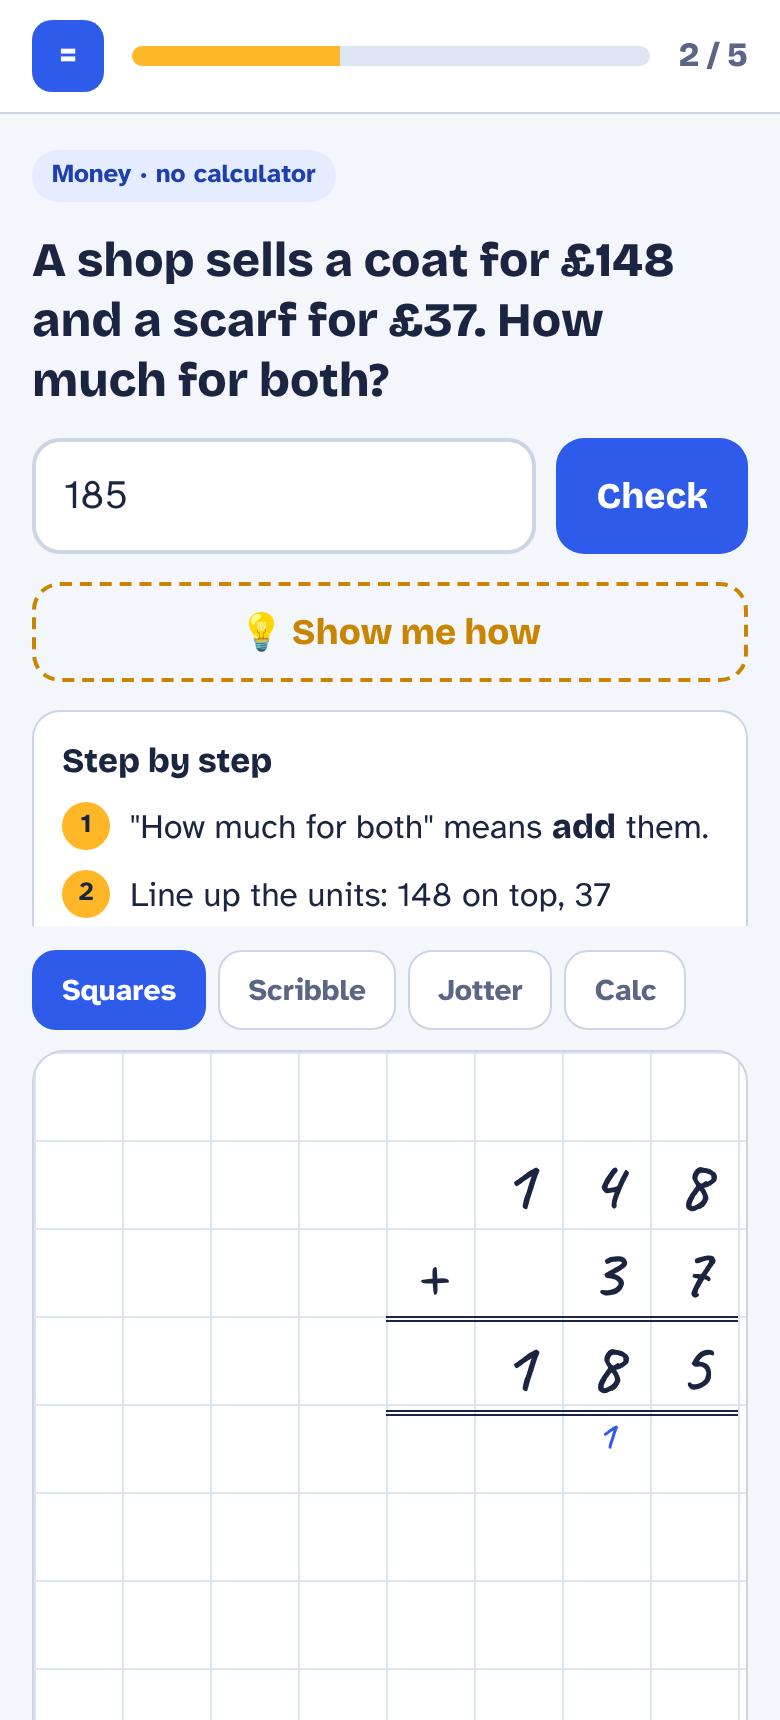 =
2 / 5
Money · no calculator
A shop sells a coat for £148
and a scarf for £37. How
much for both?
185
Check
💡 Show me how
Step by step
1 "How much for both" means add them.
2 Line up the units: 148 on top, 37
Squares Scribble Jotter Calc
1 4 8
+ 3 7
1 8 5
1